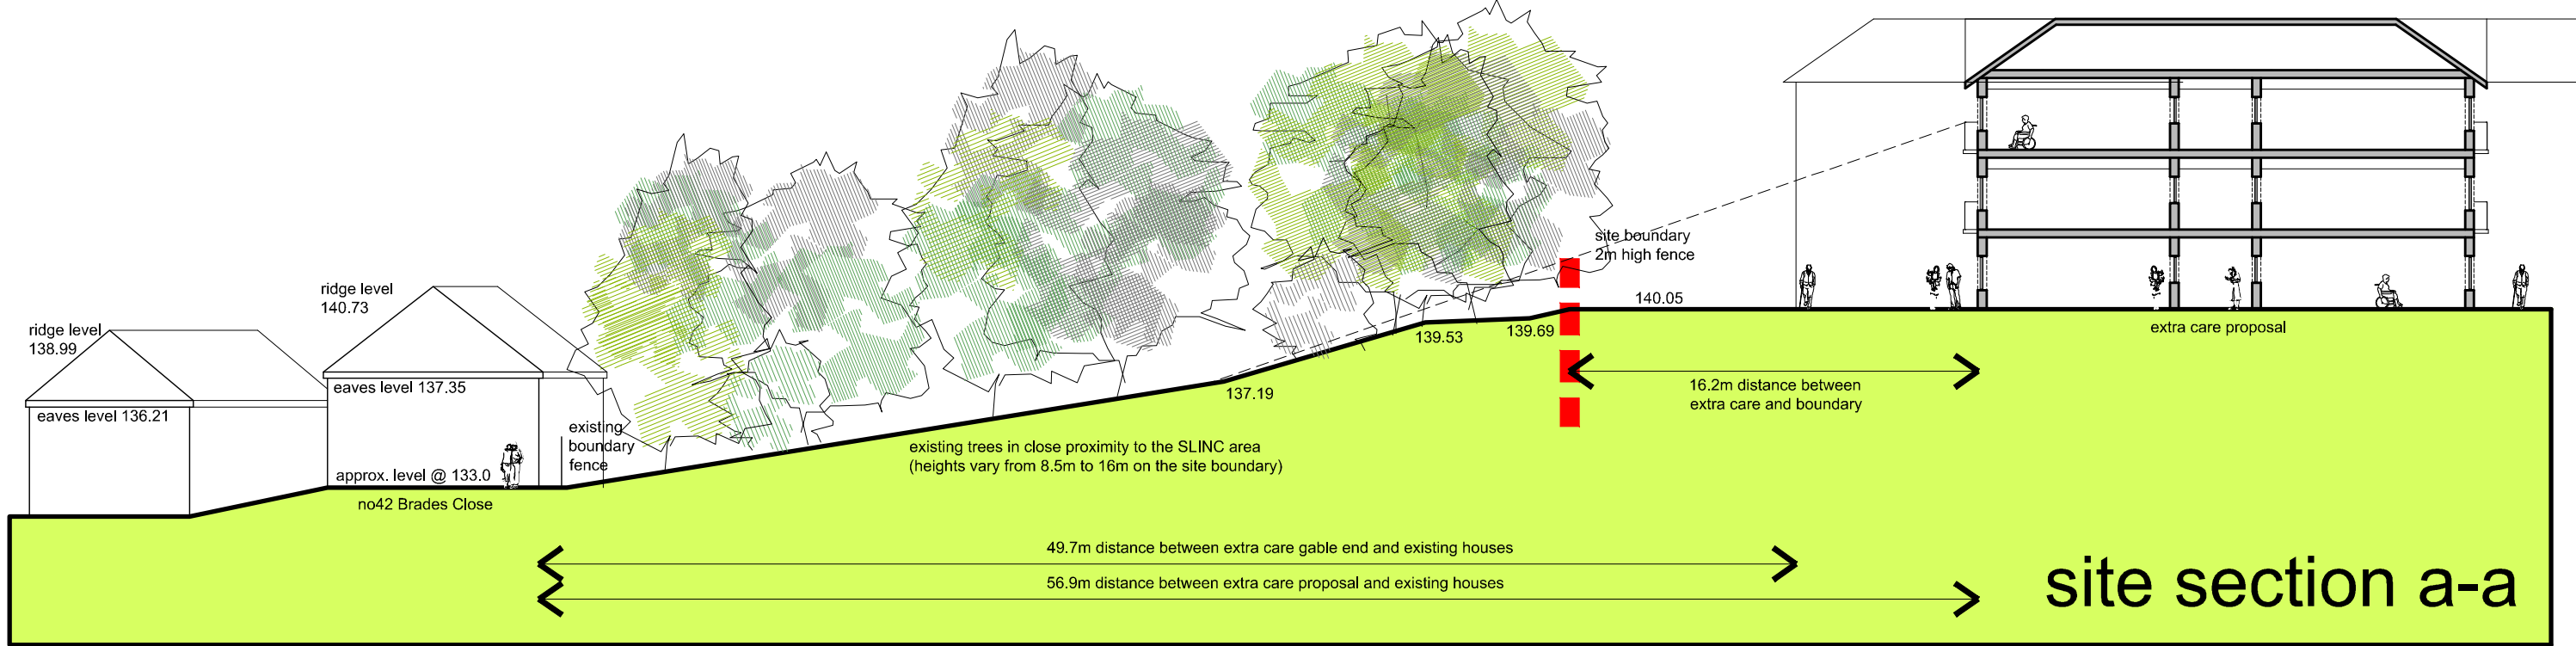 ridge level
138.99
eaves level 136.21
ridge level
140.73
eaves level 137.35
approx. level @ 133.0
no42 Brades Close
existing
boundary
fence
existing trees in close proximity to the SLINC area
(heights vary from 8.5m to 16m on the site boundary)
137.19
139.53
139.69
site boundary
2m high fence
140.05
16.2m distance between
extra care and boundary
extra care proposal
49.7m distance between extra care gable end and existing houses
56.9m distance between extra care proposal and existing houses
site section a-a